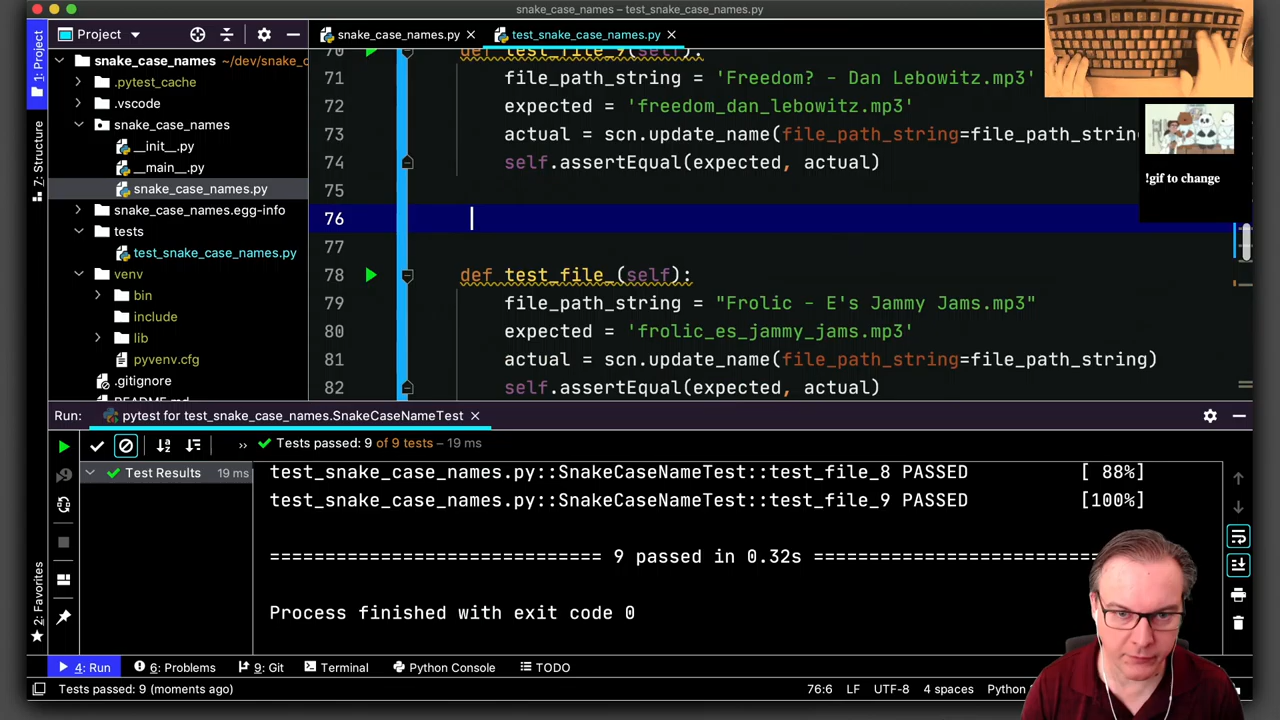 snake_case_names – test_snake_case_names.py
Project
snake_case_names.py
test_snake_case_names.py
1: Project
7: Structure
2: Favorites
snake_case_names ~/dev/snake_c
.pytest_cache
.vscode
snake_case_names
__init__.py
__main__.py
snake_case_names.py
snake_case_names.egg-info
tests
test_snake_case_names.py
venv
bin
include
lib
pyvenv.cfg
.gitignore
README.md
70 def test_file_9(self):
71 file_path_string = 'Freedom? - Dan Lebowitz.mp3'
72 expected = 'freedom_dan_lebowitz.mp3'
73 actual = scn.update_name(file_path_string=file_path_string
74 self.assertEqual(expected, actual)
75
76
77
78 def test_file_(self):
79 file_path_string = "Frolic - E's Jammy Jams.mp3"
80 expected = 'frolic_es_jammy_jams.mp3'
81 actual = scn.update_name(file_path_string=file_path_string)
82 self.assertEqual(expected, actual)
!gif to change
Run: pytest for test_snake_case_names.SnakeCaseNameTest
» Tests passed: 9 of 9 tests – 19 ms
Test Results 19 ms
test_snake_case_names.py::SnakeCaseNameTest::test_file_8 PASSED [ 88%]
test_snake_case_names.py::SnakeCaseNameTest::test_file_9 PASSED [100%]
============================ 9 passed in 0.32s ============================
Process finished with exit code 0
4: Run 6: Problems 9: Git Terminal Python Console TODO
Tests passed: 9 (moments ago) 76:6 LF UTF-8 4 spaces Python